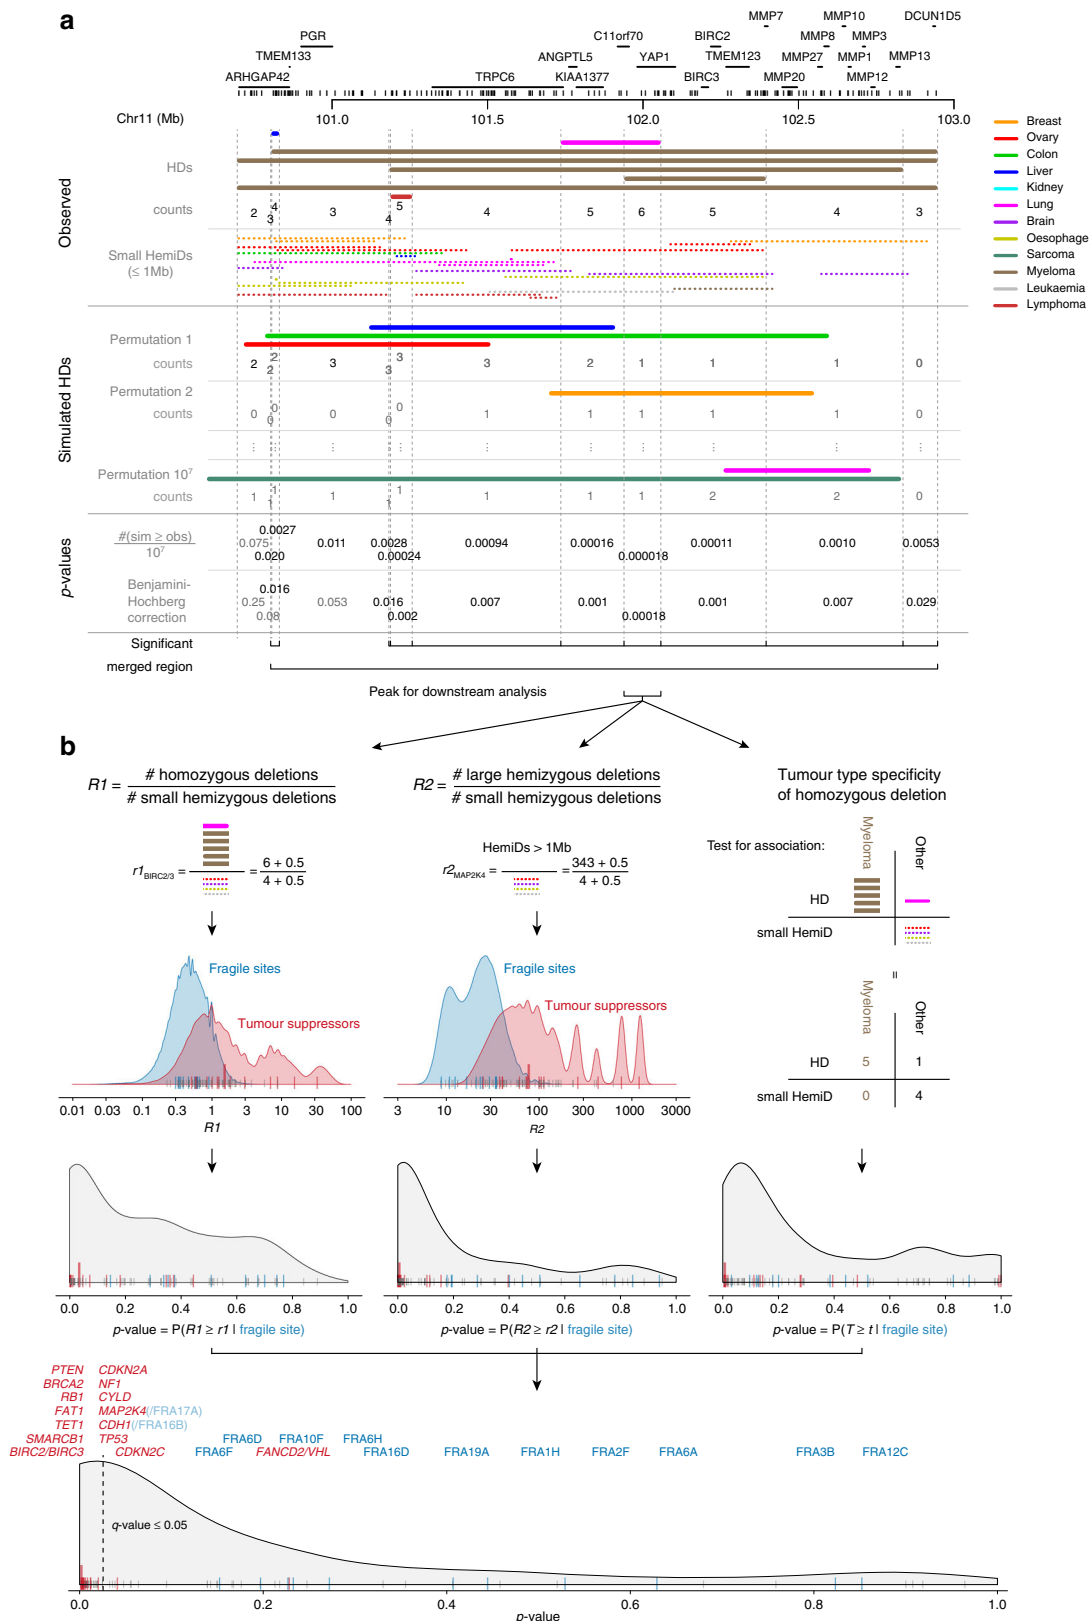 a
MMP7 MMP10 DCUN1D5
PGR C11orf70 BIRC2 MMP8 MMP3
TMEM133 ANGPTL5 YAP1 TMEM123 MMP27 MMP1 MMP13
ARHGAP42 TRPC6 KIAA1377 BIRC3 MMP20 MMP12
Chr11 (Mb) 101.0 101.5 102.0 102.5 103.0
Observed
HDs
counts 2 3 4 3 4 5 4 5 6 5 4 3
Small HemiDs
(≤ 1Mb)
Breast
Ovary
Colon
Liver
Kidney
Lung
Brain
Oesophage
Sarcoma
Myeloma
Leukaemia
Lymphoma
Simulated HDs
Permutation 1
counts 2 2 2 3 3 3 3 2 1 1 1 0
Permutation 2
counts 0 0 0 0 0 0 1 1 1 1 1 0
Permutation 10⁷
counts 1 1 1 1 1 1 1 1 1 2 2 0
p-values
#(sim ≥ obs)
10⁷
0.0027
0.075 0.011 0.0028 0.00094 0.00016 0.00011 0.0010 0.0053
0.020 0.00024 0.000018
Benjamini-
Hochberg
correction
0.016
0.25 0.053 0.016 0.007 0.001 0.001 0.007 0.029
0.08 0.002 0.00018
Significant
merged region
Peak for downstream analysis
b
R1 = # homozygous deletions
# small hemizygous deletions
R2 = # large hemizygous deletions
# small hemizygous deletions
Tumour type specificity
of homozygous deletion
r1BIRC2/3 = = 6 + 0.5
4 + 0.5
HemiDs > 1Mb
r2MAP2K4 = = 343 + 0.5
4 + 0.5
Test for association:
Myeloma Other
HD
small HemiD
=
Myeloma Other
HD 5 1
small HemiD 0 4
Fragile sites
Tumour suppressors
0.01 0.03 0.1 0.3 1 3 10 30 100
R1
Fragile sites
Tumour suppressors
3 10 30 100 300 1000 3000
R2
0.0 0.2 0.4 0.6 0.8 1.0
p-value = P(R1 ≥ r1 | fragile site)
0.0 0.2 0.4 0.6 0.8 1.0
p-value = P(R2 ≥ r2 | fragile site)
0.0 0.2 0.4 0.6 0.8 1.0
p-value = P(T ≥ t | fragile site)
PTEN CDKN2A
BRCA2 NF1
RB1 CYLD
FAT1 MAP2K4(/FRA17A)
TET1 CDH1(/FRA16B)
SMARCB1 TP53 FRA6D FRA10F FRA6H
BIRC2/BIRC3 CDKN2C FRA6F FANCD2/VHL FRA16D FRA19A FRA1H FRA2F FRA6A FRA3B FRA12C
q-value ≤ 0.05
0.0 0.2 0.4 0.6 0.8 1.0
p-value